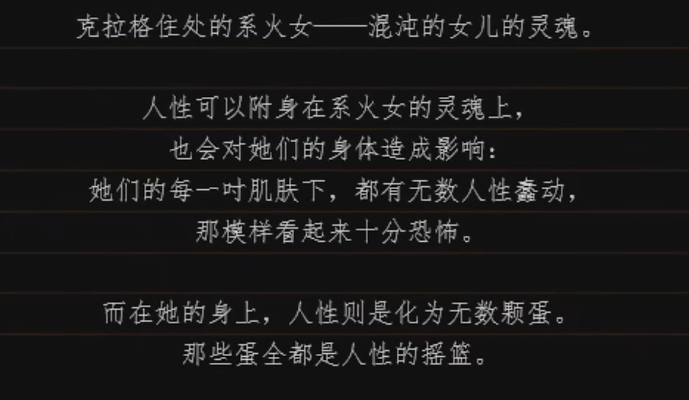 克拉格住处的系火女——混沌的女儿的灵魂。
人性可以附身在系火女的灵魂上，
也会对她们的身体造成影响：
她们的每一吋肌肤下，都有无数人性蠢动，
那模样看起来十分恐怖。
而在她的身上，人性则是化为无数颗蛋。
那些蛋全都是人性的摇篮。